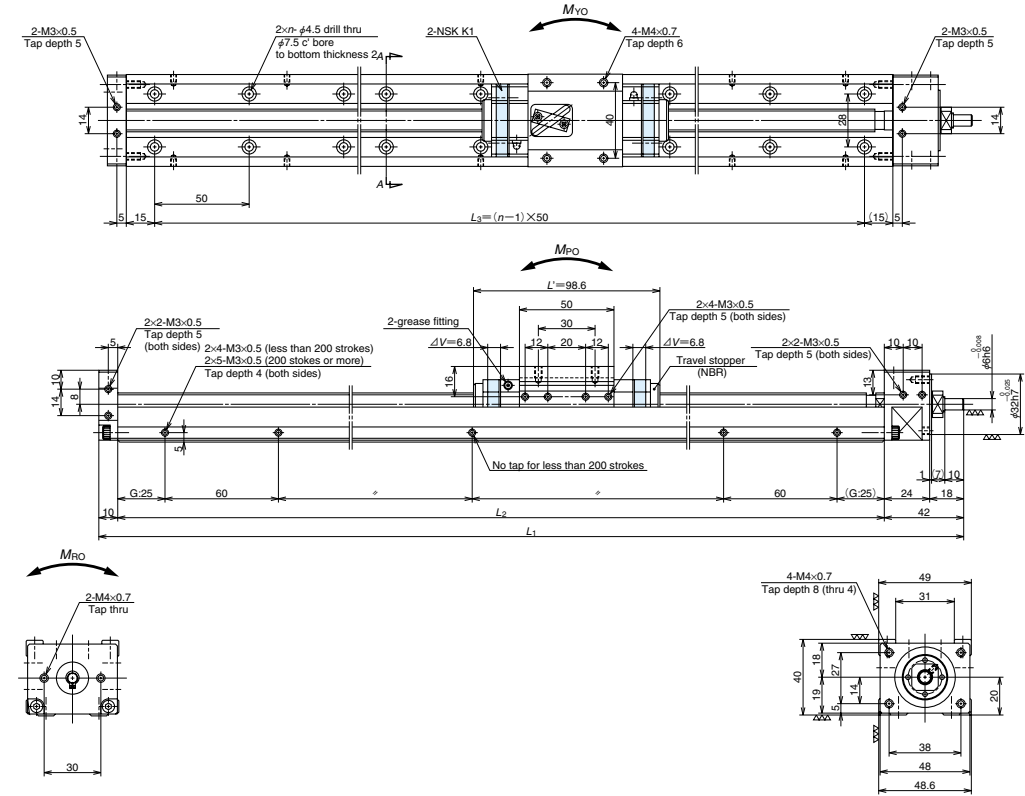 MYO
2-M3×0.5
Tap depth 5
2×n- φ4.5 drill thru
φ7.5 c' bore
to bottom thickness 2
A
2-NSK K1
4-M4×0.7
Tap depth 6
2-M3×0.5
Tap depth 5
14
40
28
14
A
50
5
15
L3=(n−1)×50
(15)
5
MPO
L'=98.6
50
30
12
20
12
2-grease fitting
2×4-M3×0.5
Tap depth 5 (both sides)
2×2-M3×0.5
Tap depth 5
(both sides)
2×4-M3×0.5 (less than 200 strokes)
2×5-M3×0.5 (200 stokes or more)
Tap depth 4 (both sides)
ΔV=6.8
ΔV=6.8
Travel stopper
(NBR)
2×2-M3×0.5
Tap depth 5 (both sides)
5
10
14
8
16
10
10
13
φ6h6
−0.008
φ32h7
−0.025
5
No tap for less than 200 strokes
1
(7)
10
G:25
60
〃
〃
60
(G:25)
24
18
10
L2
42
L1
MRO
2-M4×0.7
Tap thru
30
4-M4×0.7
Tap depth 8 (thru 4)
49
31
40
18
27
19
14
5
20
38
48
48.6